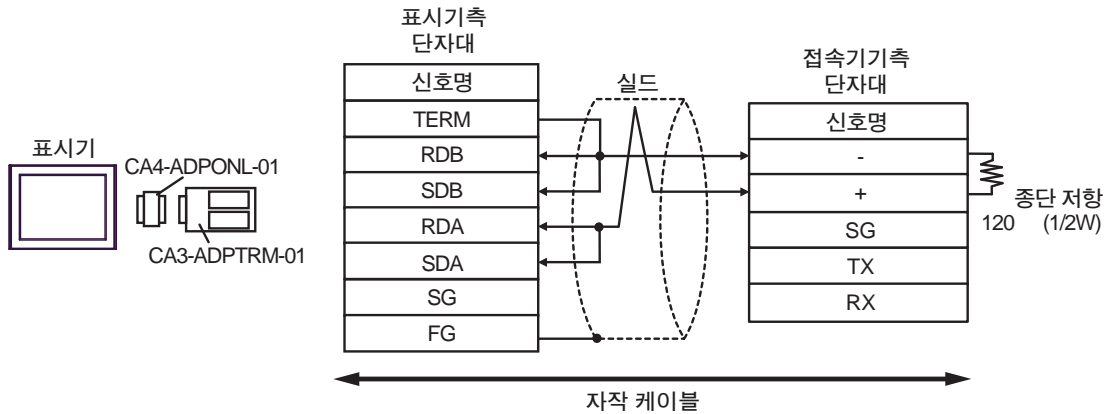 표시기
CA4-ADPONL-01
CA3-ADPTRM-01
표시기측
단자대
신호명
TERM
RDB
SDB
RDA
SDA
SG
FG
실드
접속기기측
단자대
신호명
-
+
SG
TX
RX
종단 저항
120 (1/2W)
자작 케이블